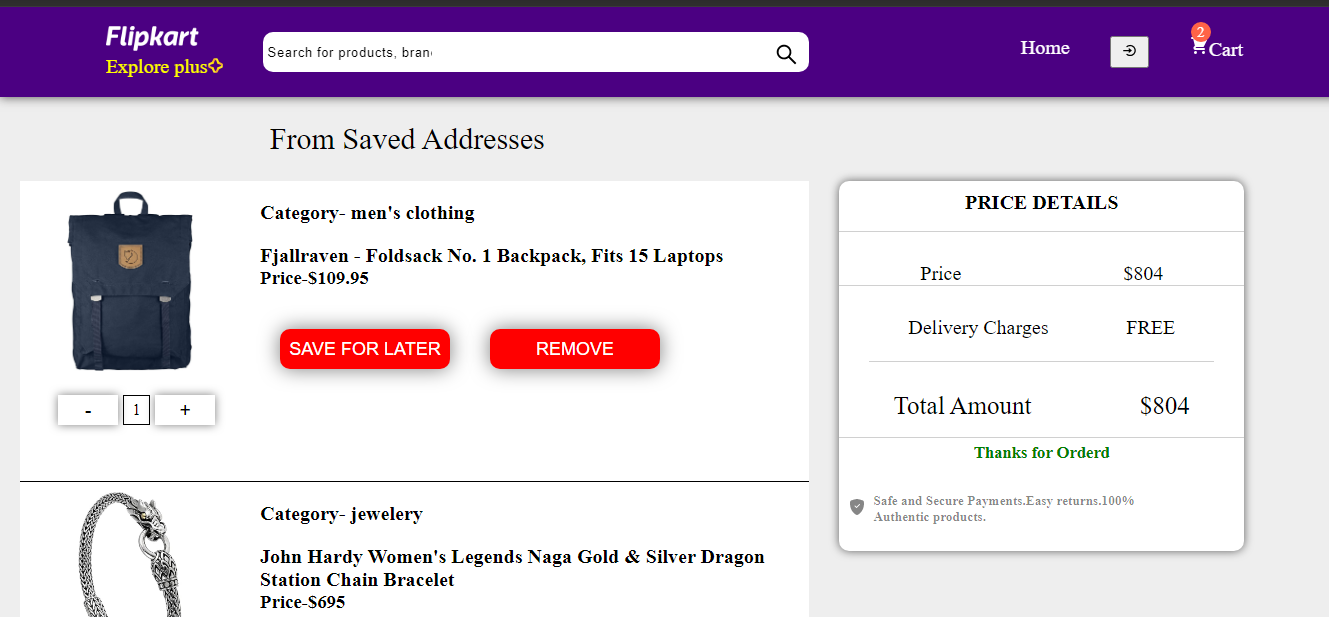 Flipkart
Explore plus
Search for products, bran
Home
2
Cart
From Saved Addresses
Category- men's clothing
Fjallraven - Foldsack No. 1 Backpack, Fits 15 Laptops
Price-$109.95
SAVE FOR LATER
REMOVE
- 1 +
Category- jewelery
John Hardy Women's Legends Naga Gold & Silver Dragon
Station Chain Bracelet
Price-$695
PRICE DETAILS
Price $804
Delivery Charges FREE
Total Amount $804
Thanks for Orderd
Safe and Secure Payments.Easy returns.100%
Authentic products.